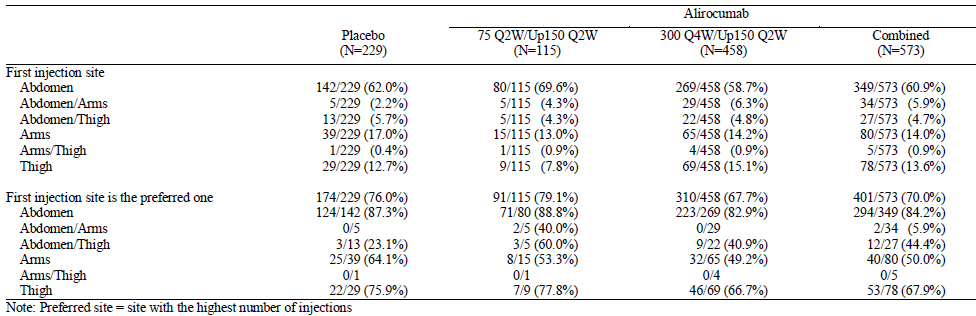 Alirocumab
Placebo 75 Q2W/Up150 Q2W 300 Q4W/Up150 Q2W Combined
(N=229) (N=115) (N=458) (N=573)
First injection site
Abdomen 142/229 (62.0%) 80/115 (69.6%) 269/458 (58.7%) 349/573 (60.9%)
Abdomen/Arms 5/229 (2.2%) 5/115 (4.3%) 29/458 (6.3%) 34/573 (5.9%)
Abdomen/Thigh 13/229 (5.7%) 5/115 (4.3%) 22/458 (4.8%) 27/573 (4.7%)
Arms 39/229 (17.0%) 15/115 (13.0%) 65/458 (14.2%) 80/573 (14.0%)
Arms/Thigh 1/229 (0.4%) 1/115 (0.9%) 4/458 (0.9%) 5/573 (0.9%)
Thigh 29/229 (12.7%) 9/115 (7.8%) 69/458 (15.1%) 78/573 (13.6%)
First injection site is the preferred one 174/229 (76.0%) 91/115 (79.1%) 310/458 (67.7%) 401/573 (70.0%)
Abdomen 124/142 (87.3%) 71/80 (88.8%) 223/269 (82.9%) 294/349 (84.2%)
Abdomen/Arms 0/5 2/5 (40.0%) 0/29 2/34 (5.9%)
Abdomen/Thigh 3/13 (23.1%) 3/5 (60.0%) 9/22 (40.9%) 12/27 (44.4%)
Arms 25/39 (64.1%) 8/15 (53.3%) 32/65 (49.2%) 40/80 (50.0%)
Arms/Thigh 0/1 0/1 0/4 0/5
Thigh 22/29 (75.9%) 7/9 (77.8%) 46/69 (66.7%) 53/78 (67.9%)
Note: Preferred site = site with the highest number of injections